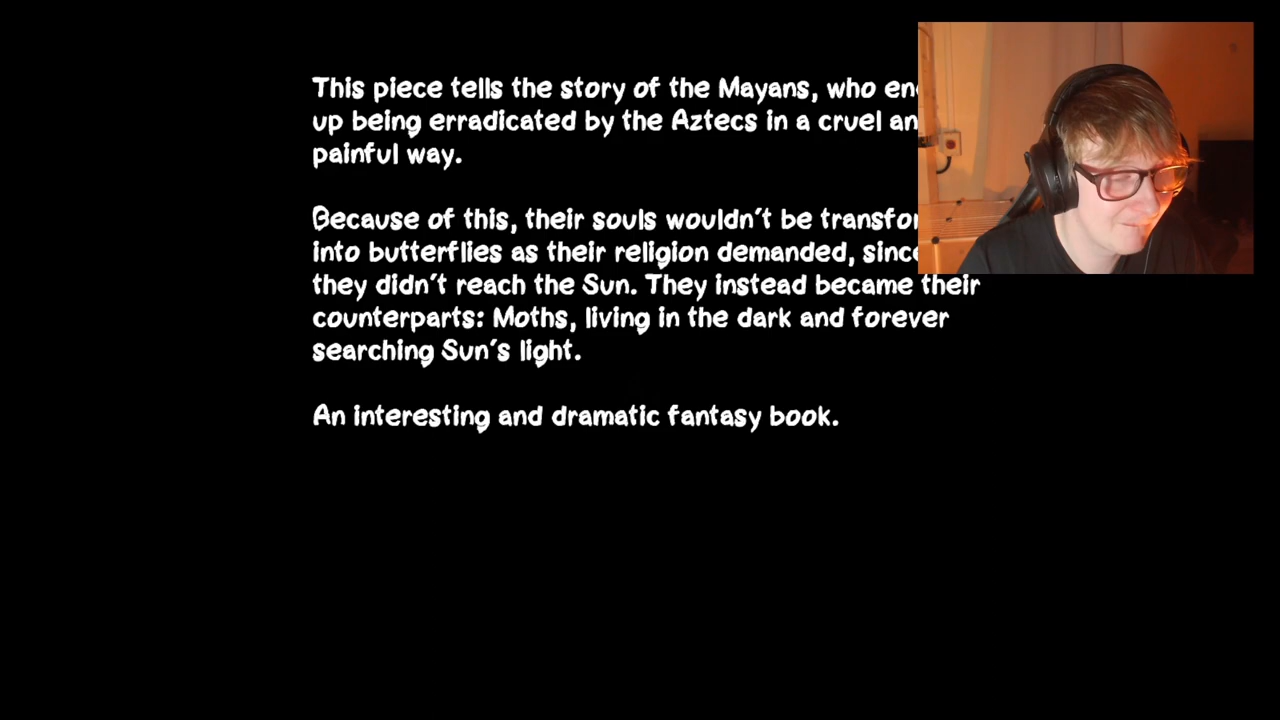 This piece tells the story of the Mayans, who
up being erradicated by the Aztecs in a cruel
painful way.
Because of this, their souls wouldn't be
into butterflies as their religion demanded, since
they didn't reach the Sun. They instead became their
counterparts: Moths, living in the dark and forever
searching Sun's light.
An interesting and dramatic fantasy book.